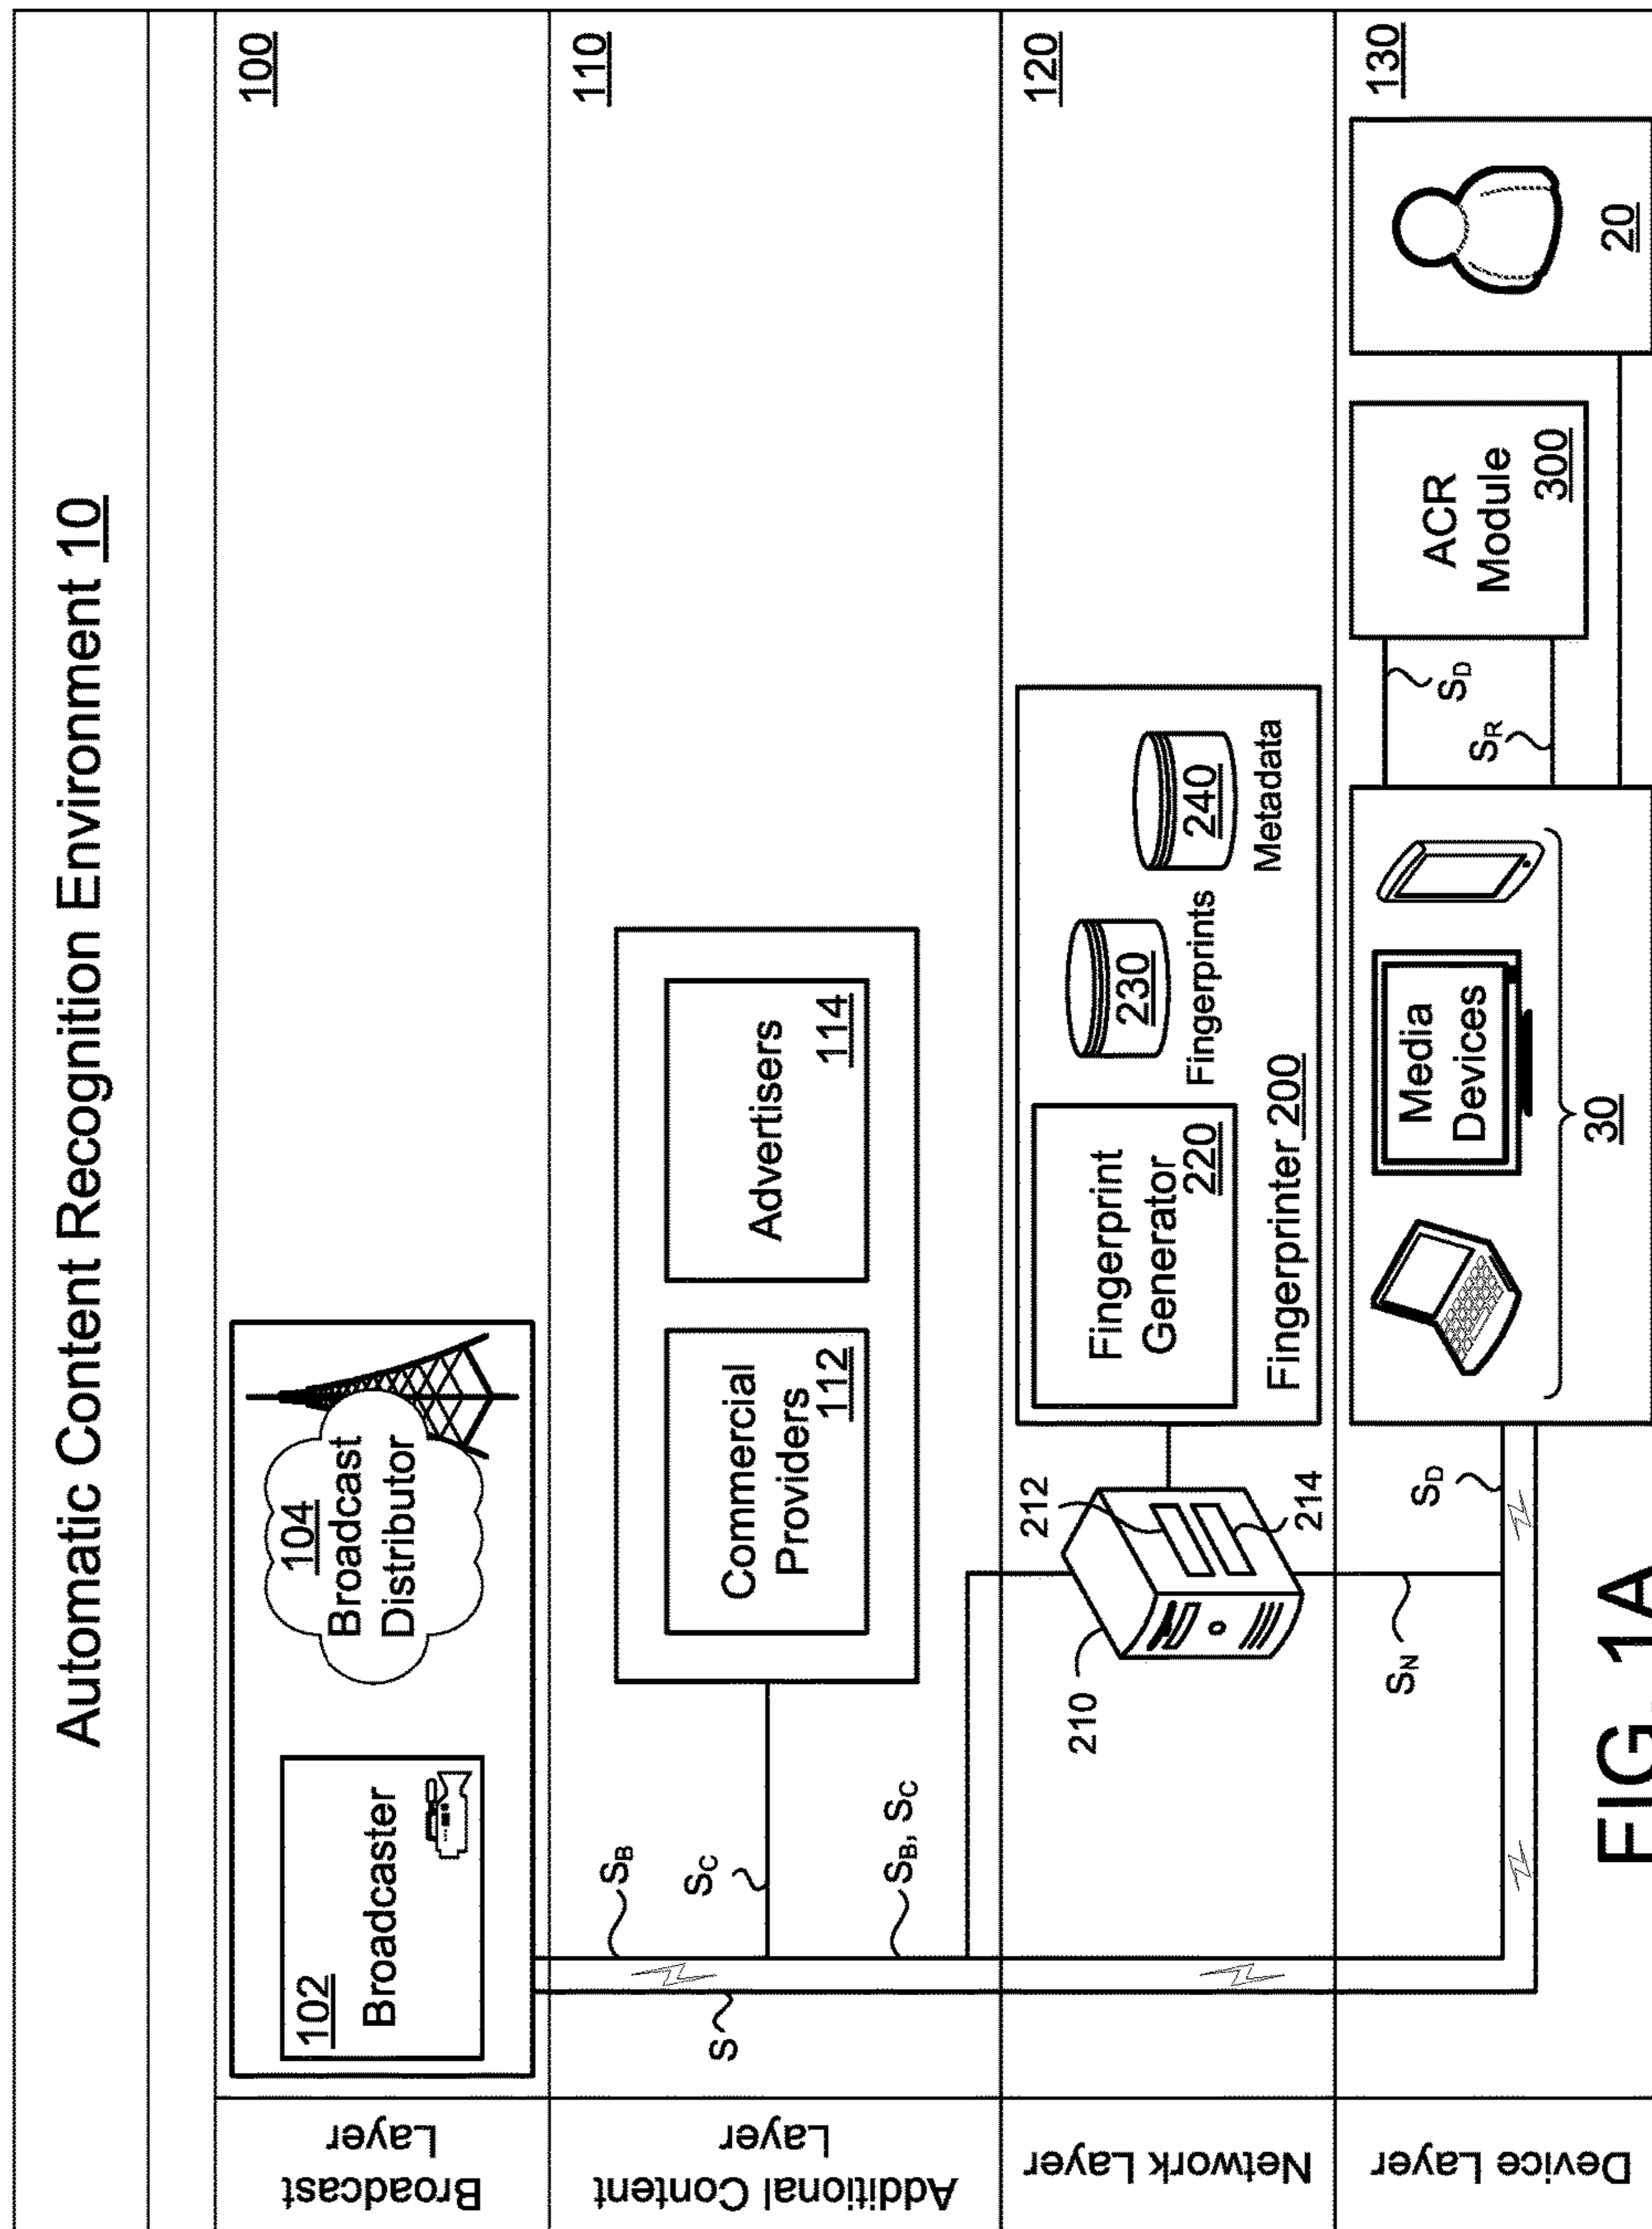 Automatic Content Recognition Environment 10
Broadcast
Layer
100
102
Broadcaster
104
Broadcast
Distributor
Additional Content
Layer
110
Commercial
Providers
112
Advertisers
114
S
SB
SC
SB, SC
Network Layer
120
210
212
214
Fingerprint
Generator
220
230
Fingerprints
240
Metadata
Fingerprinter 200
SN
Device Layer
130
SD
Media
Devices
30
SD
SR
ACR
Module
300
20
FIG. 1A